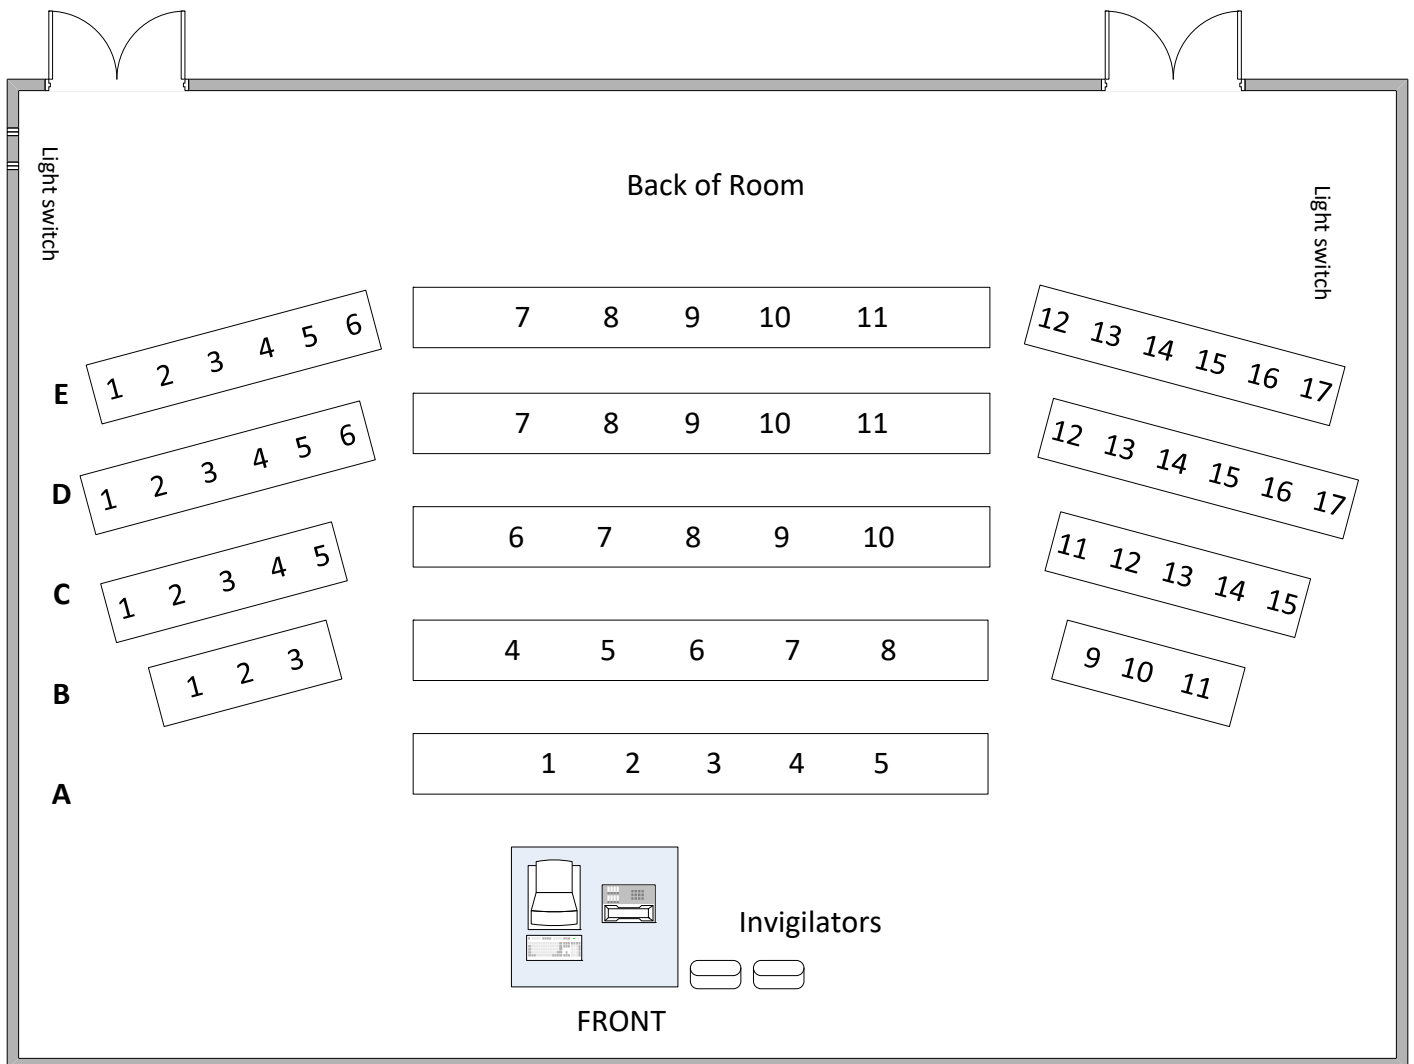 Light switch
Back of Room
Light switch
E
1 2 3 4 5 6
7 8 9 10 11
12 13 14 15 16 17
D
1 2 3 4 5 6
7 8 9 10 11
12 13 14 15 16 17
C
1 2 3 4 5
6 7 8 9 10
11 12 13 14 15
B
1 2 3
4 5 6 7 8
9 10 11
A
1 2 3 4 5
Invigilators
FRONT